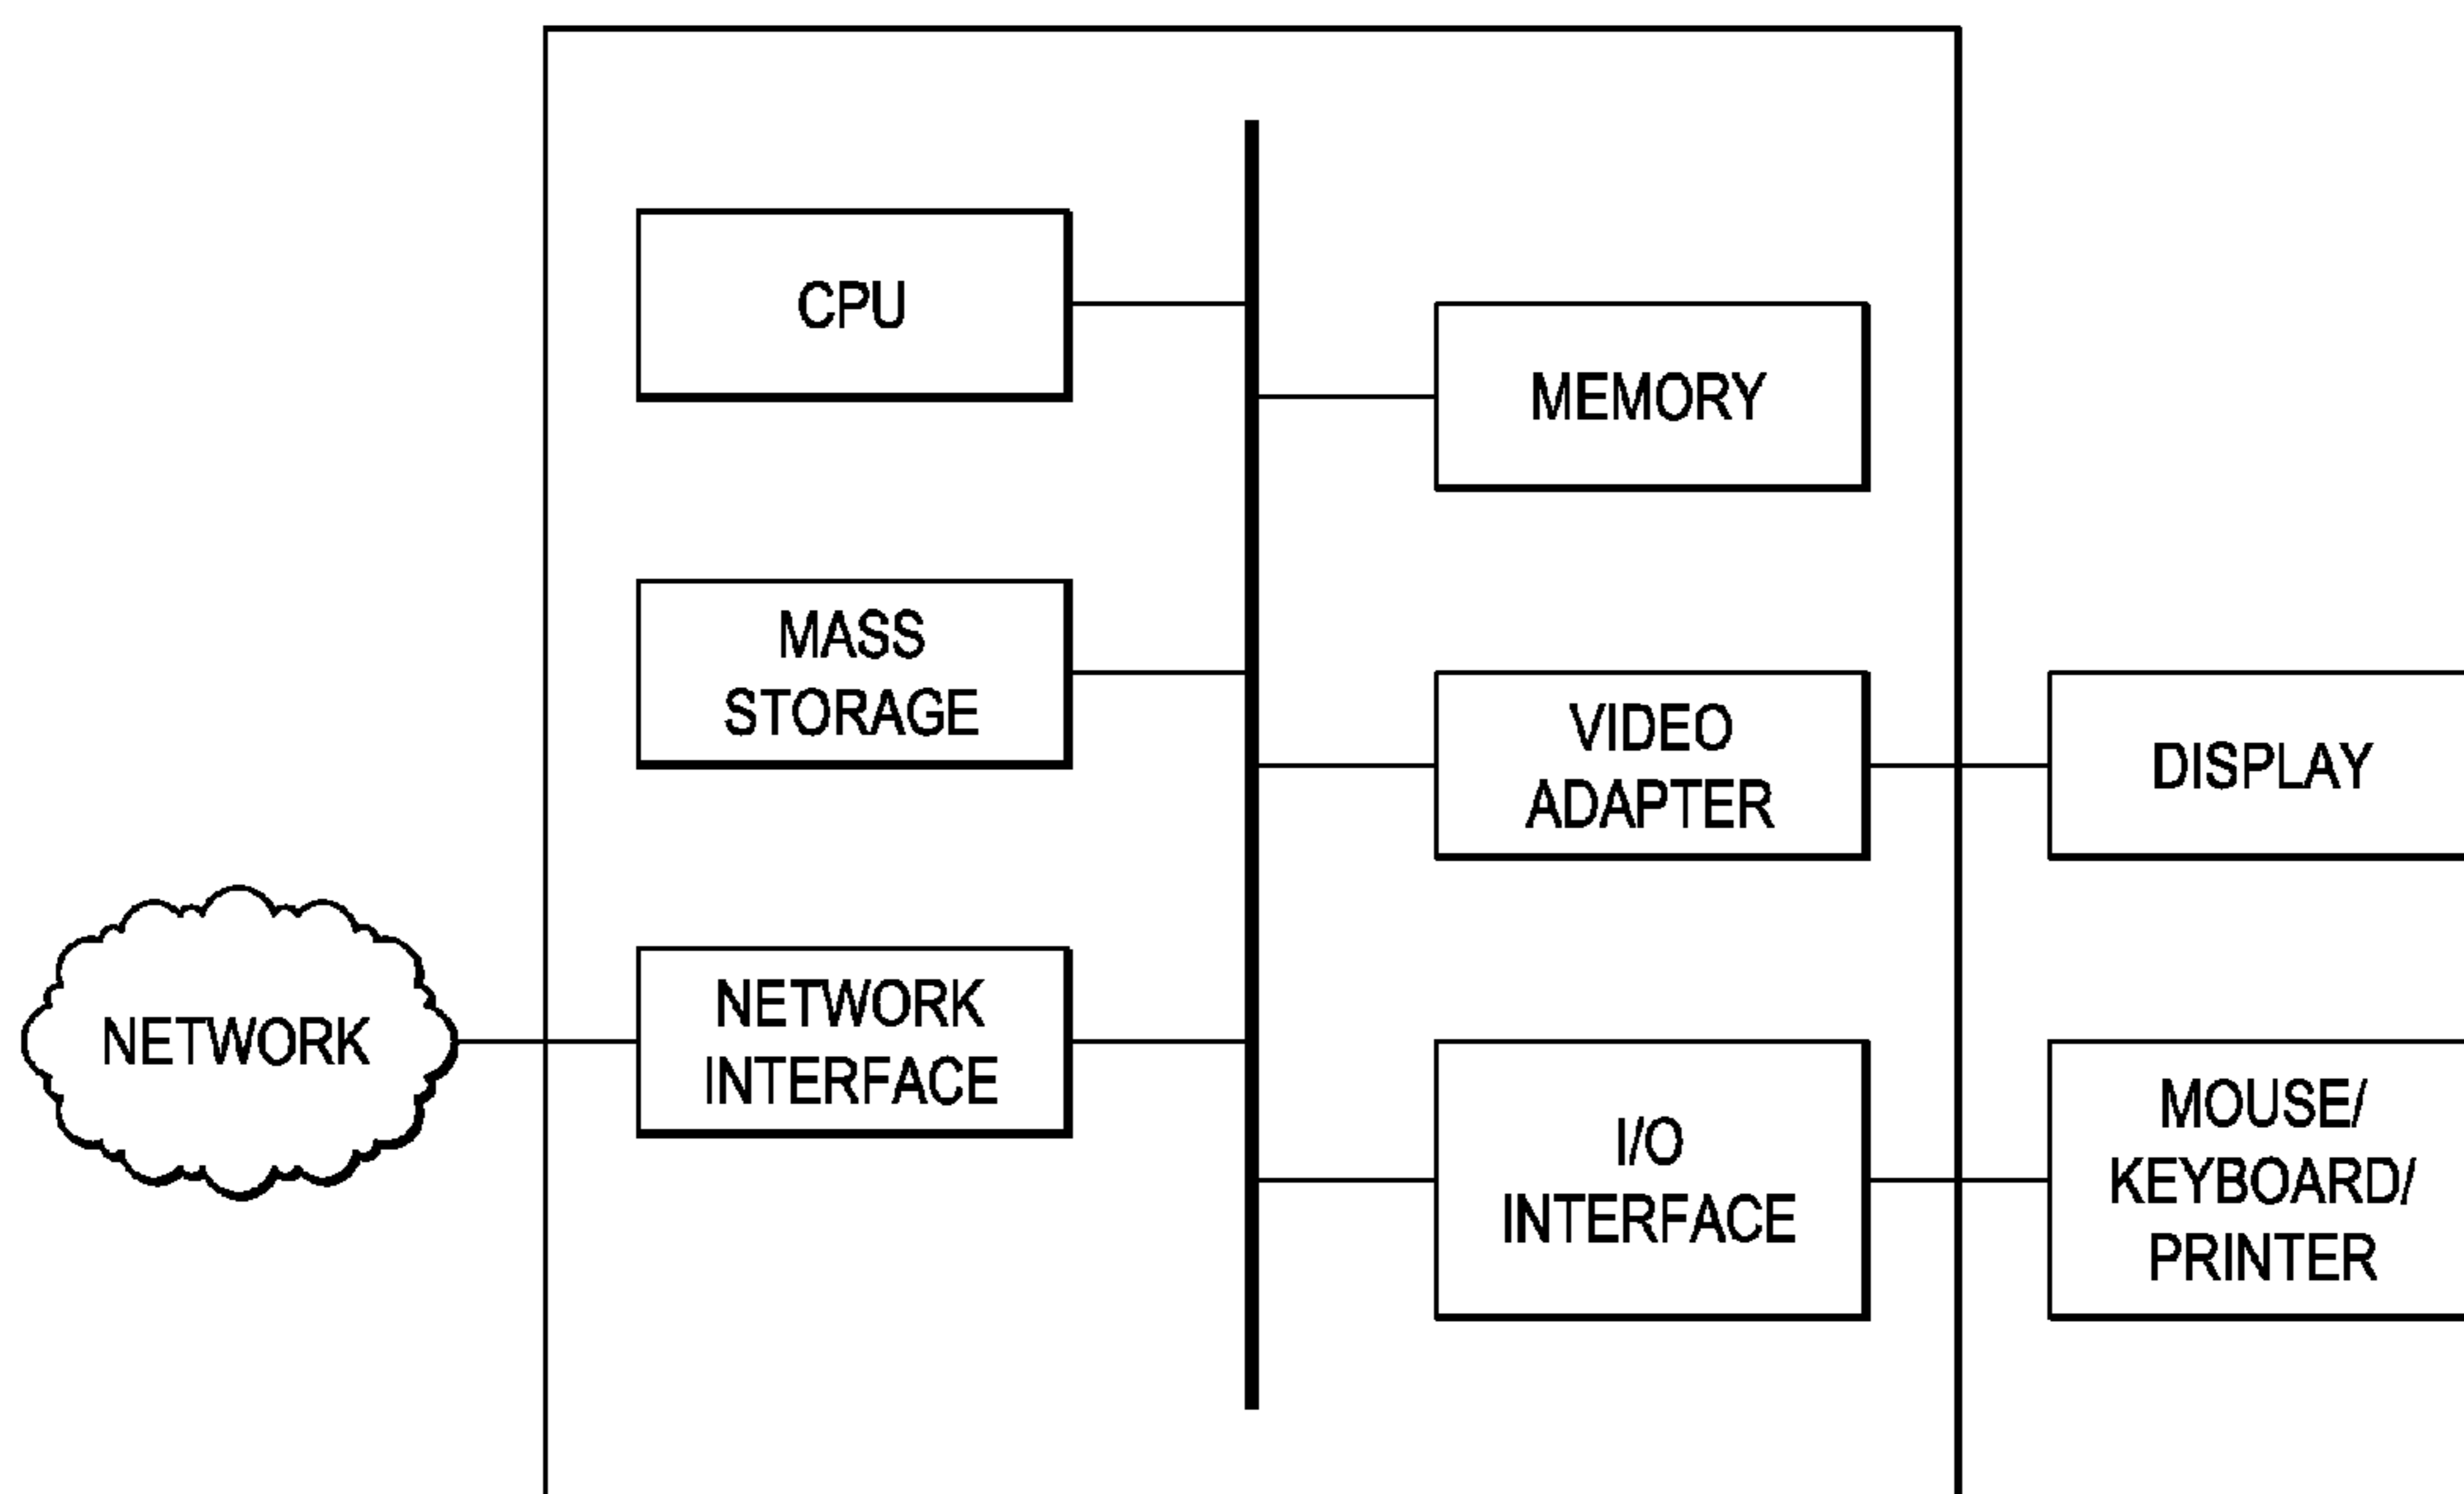 CPU
MEMORY
MASS
STORAGE
VIDEO
ADAPTER
DISPLAY
NETWORK
NETWORK
INTERFACE
I/O
INTERFACE
MOUSE/
KEYBOARD/
PRINTER